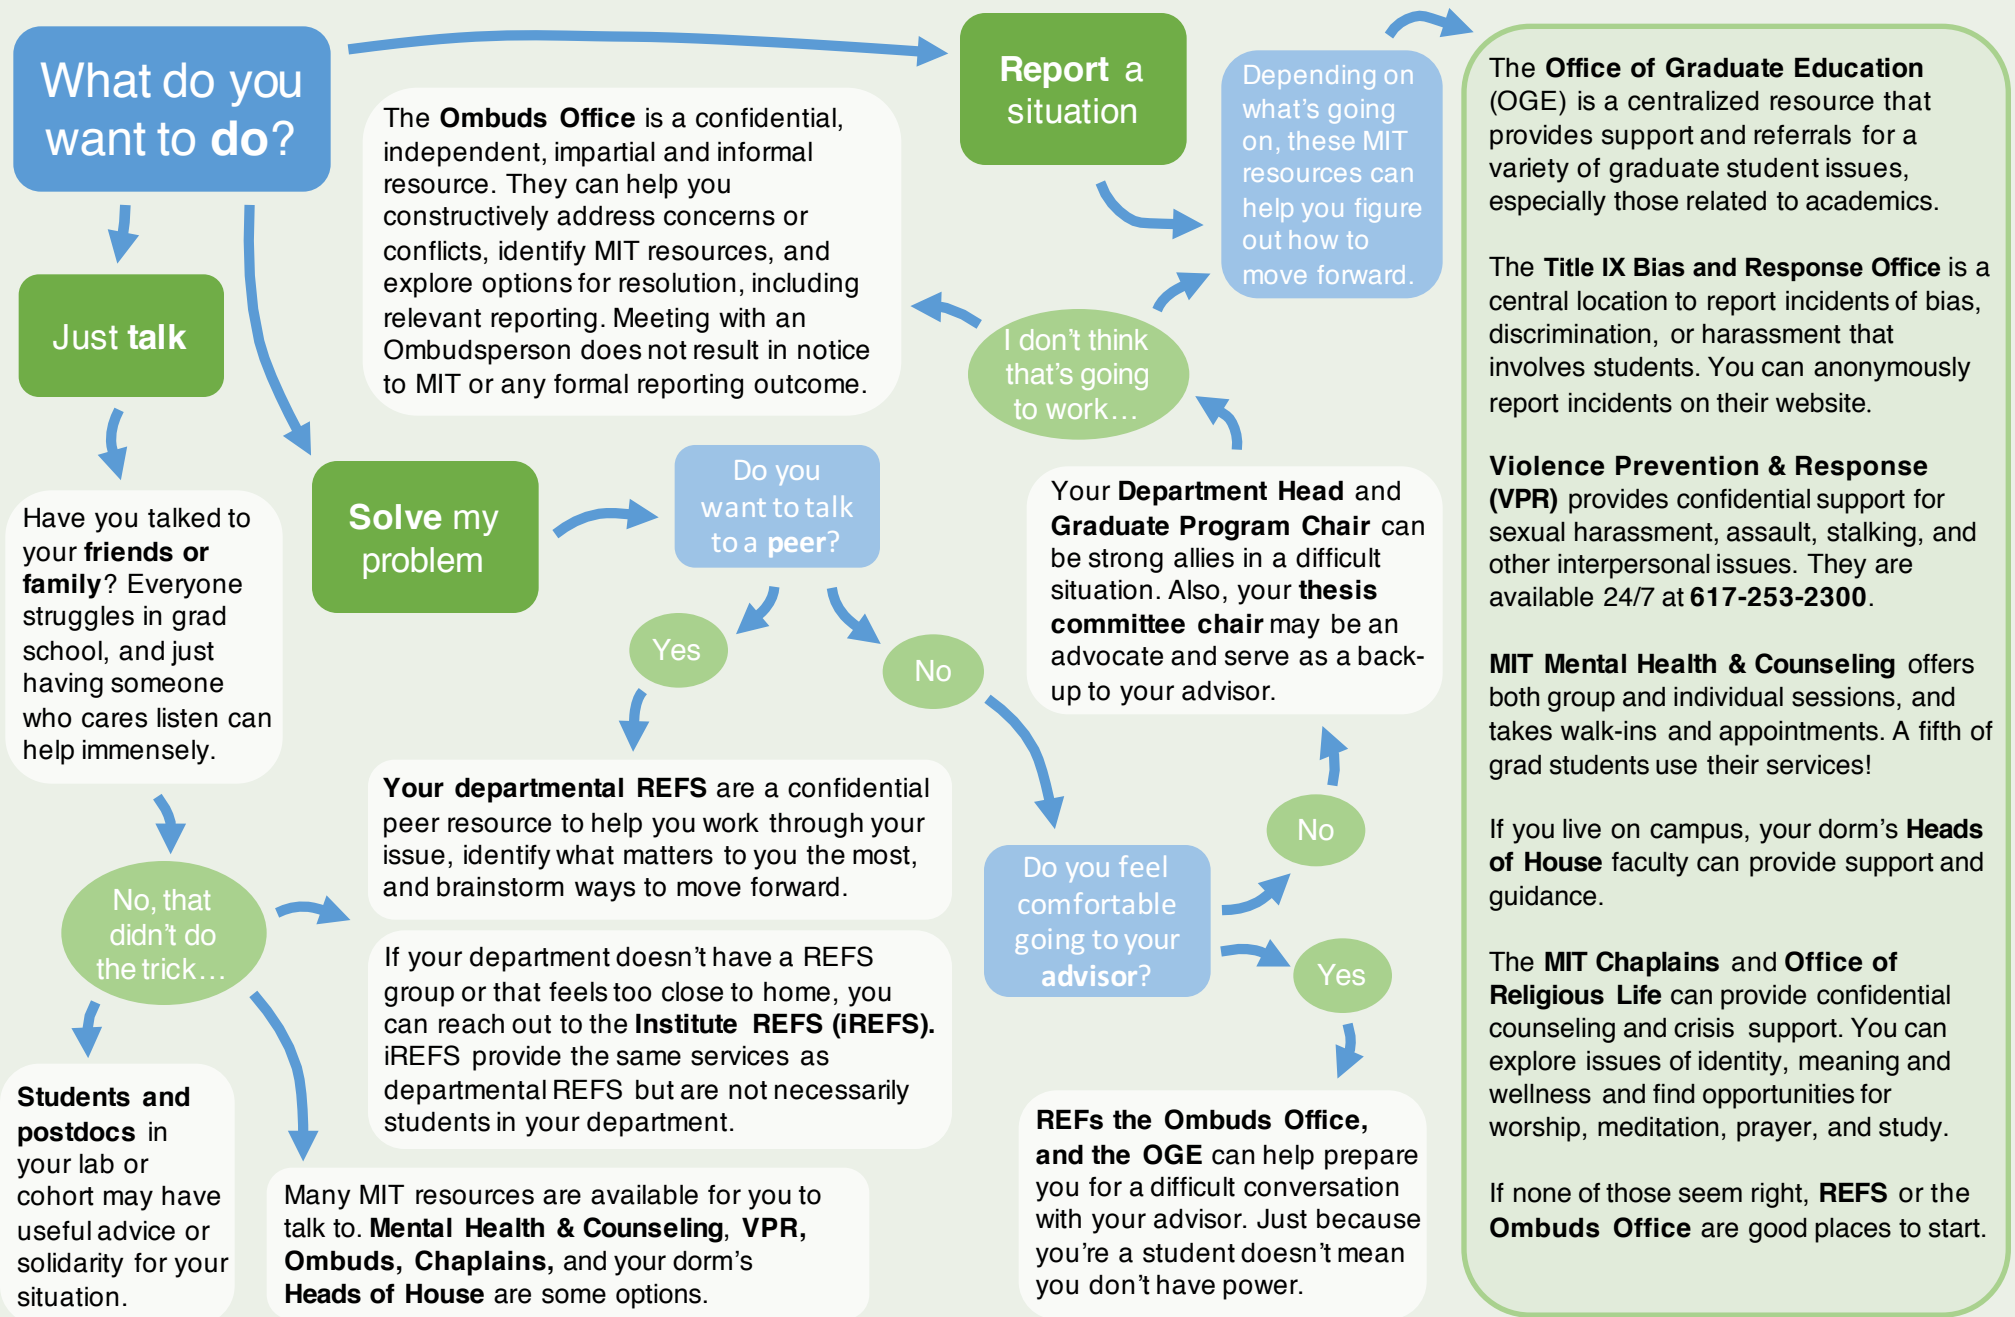 What do you
want to do?
Report a
situation
Depending on
what's going
on, these MIT
resources can
help you figure
out how to
move forward.
The Ombuds Office is a confidential,
independent, impartial and informal
resource. They can help you
constructively address concerns or
conflicts, identify MIT resources, and
explore options for resolution, including
relevant reporting. Meeting with an
Ombudsperson does not result in notice
to MIT or any formal reporting outcome.
Just talk
I don't think
that's going
to work…
Solve my
problem
Do you
want to talk
to a peer?
Your Department Head and
Graduate Program Chair can
be strong allies in a difficult
situation. Also, your thesis
committee chair may be an
advocate and serve as a back-
up to your advisor.
Have you talked to
your friends or
family? Everyone
struggles in grad
school, and just
having someone
who cares listen can
help immensely.
Yes
No
Your departmental REFS are a confidential
peer resource to help you work through your
issue, identify what matters to you the most,
and brainstorm ways to move forward.
No
Do you feel
comfortable
going to your
advisor?
Yes
No, that
didn't do
the trick…
If your department doesn't have a REFS
group or that feels too close to home, you
can reach out to the Institute REFS (iREFS).
iREFS provide the same services as
departmental REFS but are not necessarily
students in your department.
Students and
postdocs in
your lab or
cohort may have
useful advice or
solidarity for your
situation.
Many MIT resources are available for you to
talk to. Mental Health & Counseling, VPR,
Ombuds, Chaplains, and your dorm's
Heads of House are some options.
REFs the Ombuds Office,
and the OGE can help prepare
you for a difficult conversation
with your advisor. Just because
you're a student doesn't mean
you don't have power.
The Office of Graduate Education
(OGE) is a centralized resource that
provides support and referrals for a
variety of graduate student issues,
especially those related to academics.
The Title IX Bias and Response Office is a
central location to report incidents of bias,
discrimination, or harassment that
involves students. You can anonymously
report incidents on their website.
Violence Prevention & Response
(VPR) provides confidential support for
sexual harassment, assault, stalking, and
other interpersonal issues. They are
available 24/7 at 617-253-2300.
MIT Mental Health & Counseling offers
both group and individual sessions, and
takes walk-ins and appointments. A fifth of
grad students use their services!
If you live on campus, your dorm's Heads
of House faculty can provide support and
guidance.
The MIT Chaplains and Office of
Religious Life can provide confidential
counseling and crisis support. You can
explore issues of identity, meaning and
wellness and find opportunities for
worship, meditation, prayer, and study.
If none of those seem right, REFS or the
Ombuds Office are good places to start.